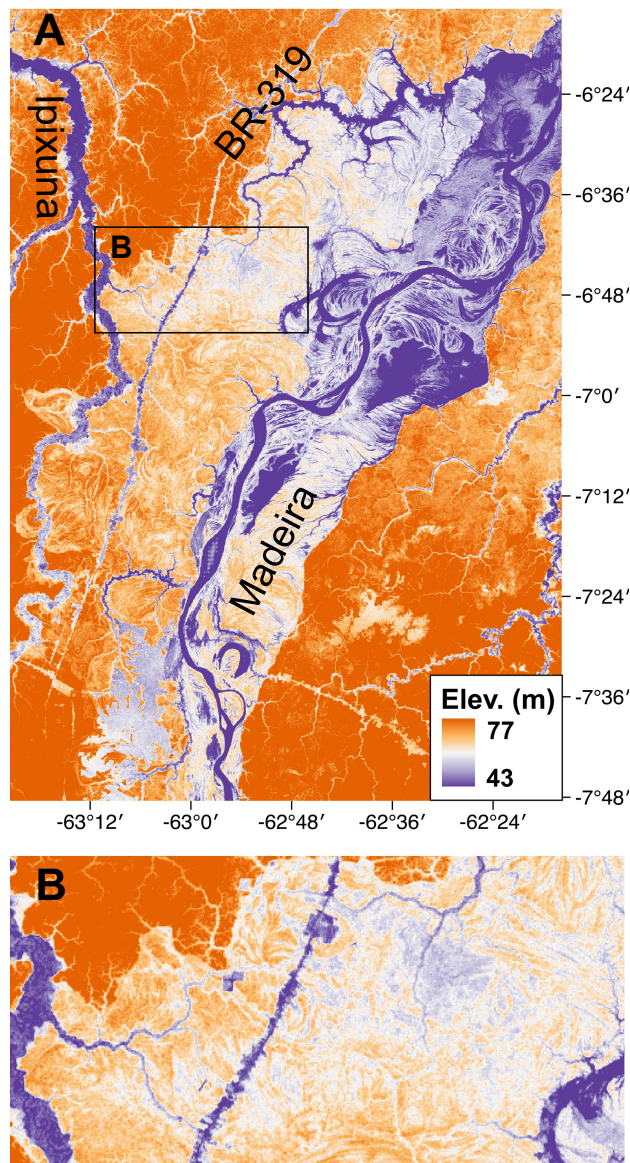 A
Ipixuna
BR-319
B
Madeira
-6°24′
-6°36′
-6°48′
-7°0′
-7°12′
-7°24′
-7°36′
-7°48′
Elev. (m)
77
43
-63°12′
-63°0′
-62°48′
-62°36′
-62°24′
B